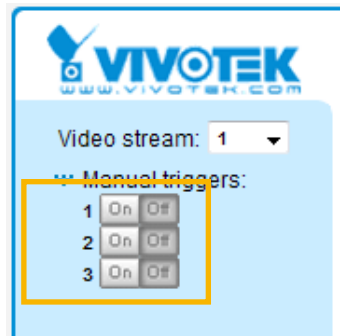 VIVOTEK
www.vivotek.com
Video stream: 1
Manual triggers:
1 On Off
2 On Off
3 On Off